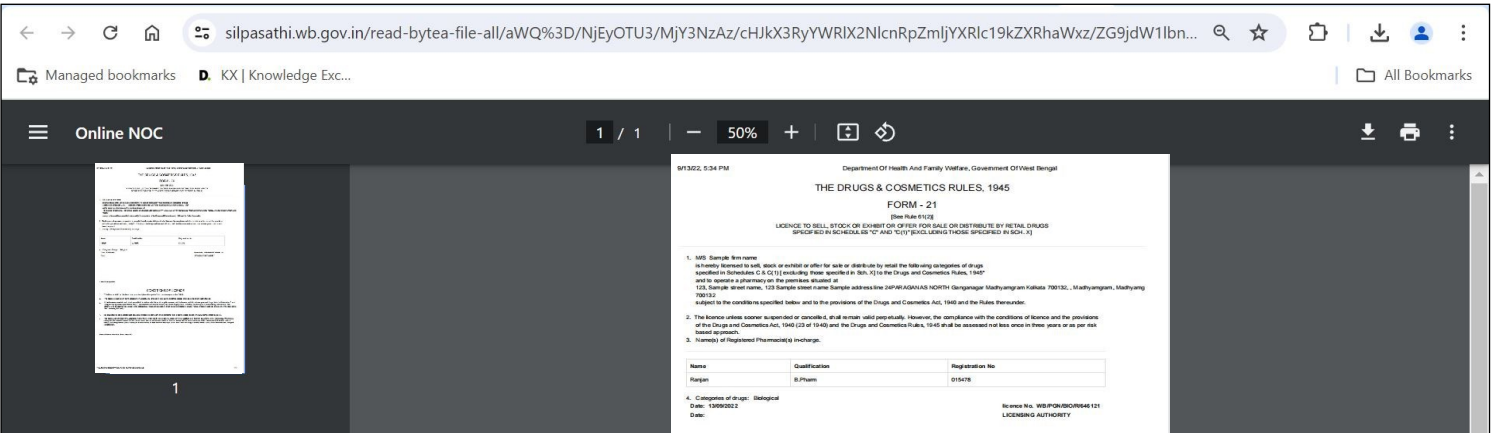 silpasathi.wb.gov.in/read-bytea-file-all/aWQ%3D/NjEyOTU3/MjY3NzAz/cHJkX3RyYWRlX2NlcnRpZmljYXRlc19kZXRhaWxz/ZG9jdW1lbn...
Managed bookmarks D. KX | Knowledge Exc... All Bookmarks
Online NOC 1 / 1 50%
9/13/22, 5:34 PM Department Of Health And Family Welfare, Government Of West Bengal
THE DRUGS & COSMETICS RULES, 1945
FORM - 21
[See Rule 61(2)]
LICENCE TO SELL, STOCK OR EXHIBIT OR OFFER FOR SALE OR DISTRIBUTE BY RETAIL DRUGS
SPECIFIED IN SCHEDULES "C" AND "C(1)" [EXCLUDING THOSE SPECIFIED IN SCH. X]
1. M/S Sample firm name
is hereby licensed to sell, stock or exhibit or offer for sale or distribute by retail the following categories of drugs
specified in Schedules C & C(1) [ excluding those specified in Sch. X] to the Drugs and Cosmetics Rules, 1945"
and to operate a pharmacy on the premises situated at
123, Sample street name, 123 Sample street name Sample address line 24PARAGANAS NORTH Ganganagar Madhyamgram Kolkata 700132, , Madhyamgram, Madhyamg
700132
subject to the conditions specified below and to the provisions of the Drugs and Cosmetics Act, 1940 and the Rules thereunder.
2. The licence unless sooner suspended or cancelled, shall remain valid perpetually. However, the compliance with the conditions of licence and the provisions
of the Drugs and Cosmetics Act, 1940 (23 of 1940) and the Drugs and Cosmetics Rules, 1945 shall be assessed not less once in three years or as per risk
based approach.
3. Name(s) of Registered Pharmacist(s) in-charge.
Name Qualification Registration No
Ranjan B.Pharm D15478
4. Categories of drugs: Biological
Date: 13/09/2022 licence No. WB/PGN/BIO/R/646121
Date: LICENSING AUTHORITY
1